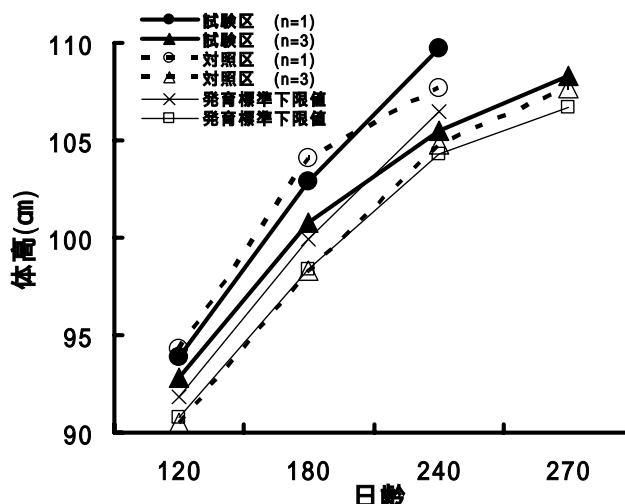 試験区 (n=1)
試験区 (n=3)
対照区 (n=1)
対照区 (n=3)
発育標準下限値
発育標準下限値
110
105
100
95
90
体高(cm)
120 180 240 270
日齢